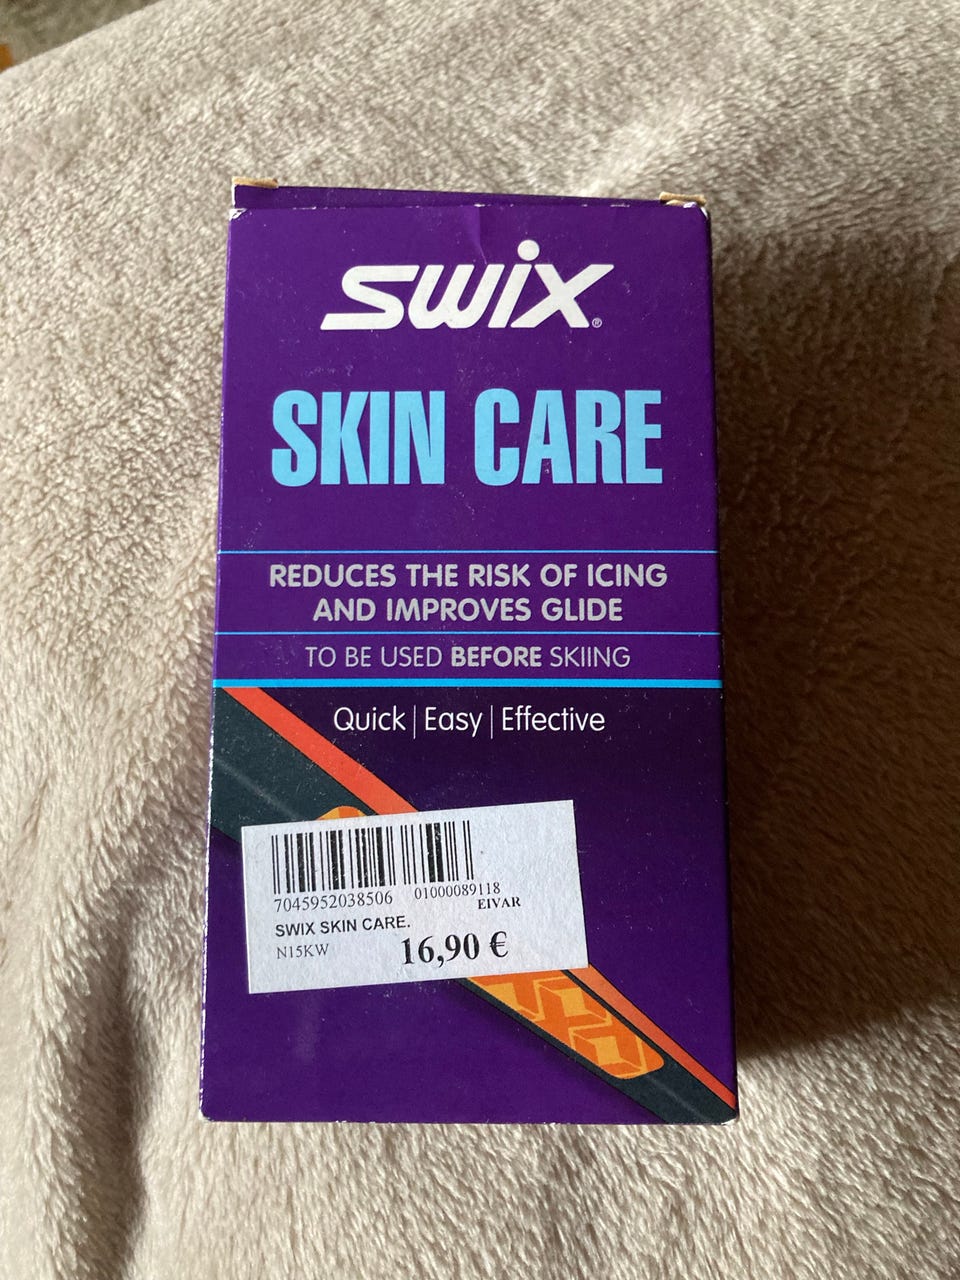 SWIX®
SKIN CARE
REDUCES THE RISK OF ICING
AND IMPROVES GLIDE
TO BE USED BEFORE SKIING
Quick | Easy | Effective
7045952038506 01000089118
EIVAR
SWIX SKIN CARE.
N15KW 16,90 €